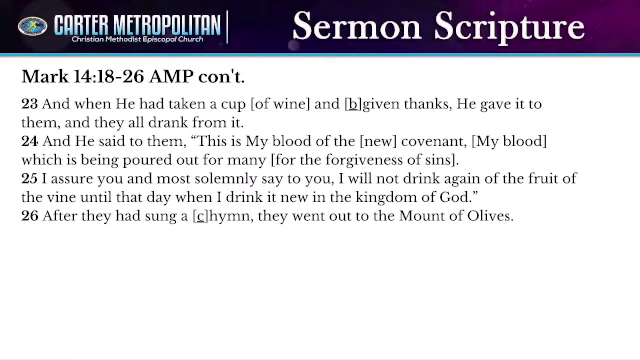 CARTER METROPOLITAN
Christian Methodist Episcopal Church
Sermon Scripture
Mark 14:18-26 AMP con't.
23 And when He had taken a cup [of wine] and [b]given thanks, He gave it to
them, and they all drank from it.
24 And He said to them, “This is My blood of the [new] covenant, [My blood]
which is being poured out for many [for the forgiveness of sins].
25 I assure you and most solemnly say to you, I will not drink again of the fruit of
the vine until that day when I drink it new in the kingdom of God.”
26 After they had sung a [c]hymn, they went out to the Mount of Olives.